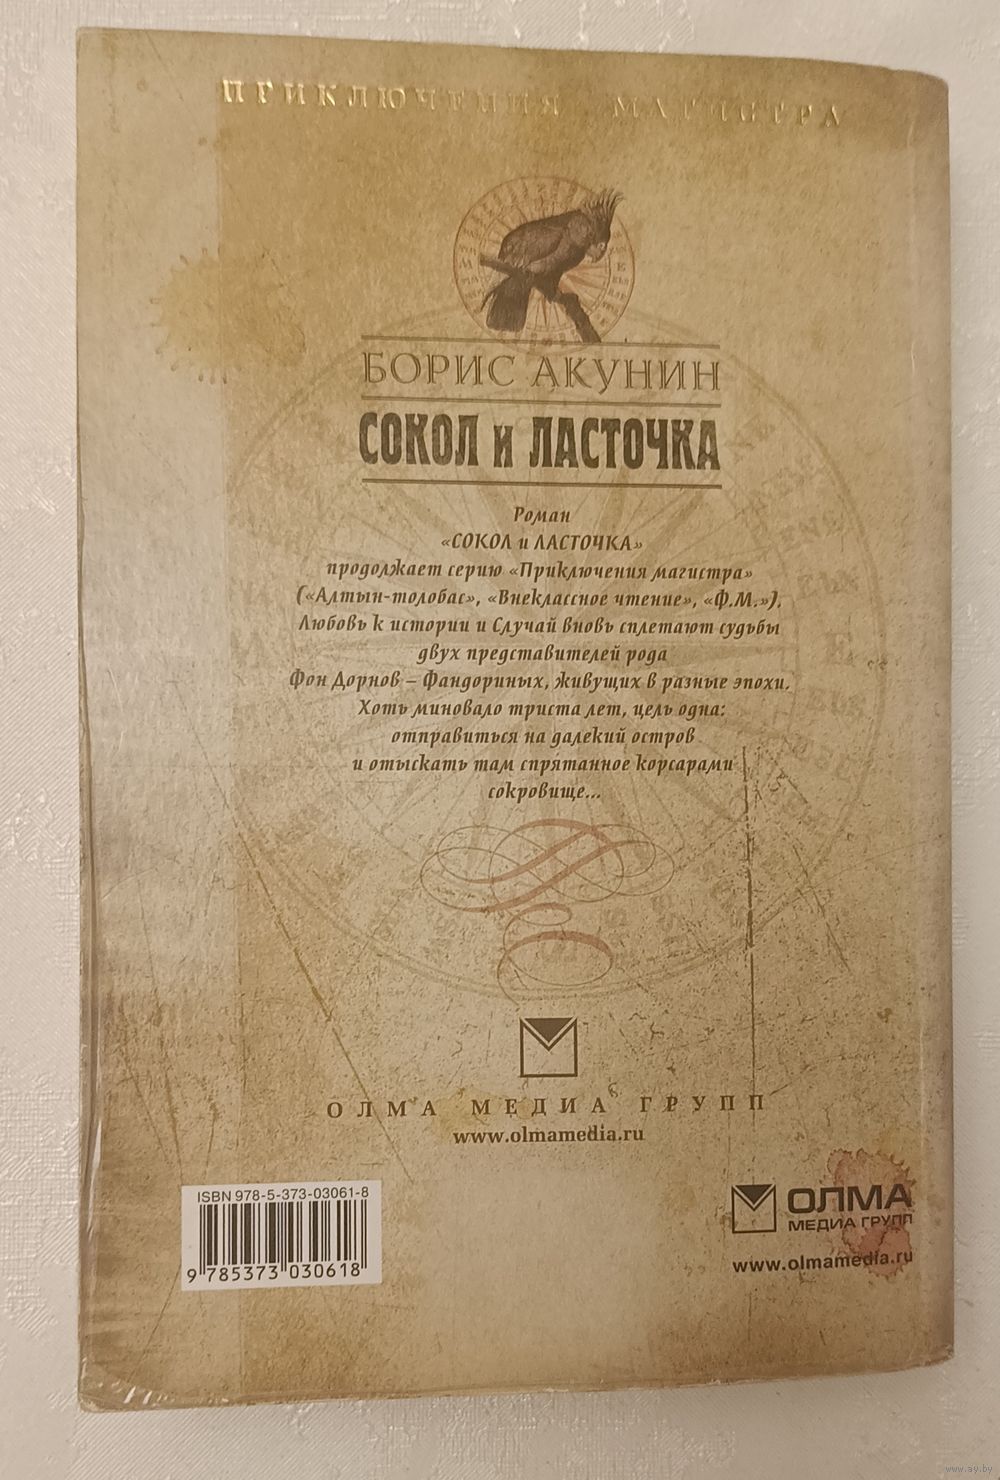 ПРИКЛЮЧЕНИЯ МАГИСТРА
БОРИС АКУНИН
СОКОЛ и ЛАСТОЧКА
Роман
«СОКОЛ и ЛАСТОЧКА»
продолжает серию «Приключения магистра»
(«Алтын-толобас», «Внеклассное чтение», «Ф.М.»).
Любовь к истории и Случай вновь сплетают судьбы
двух представителей рода
Фон Дорнов – Фандориных, живущих в разные эпохи.
Хоть миновало триста лет, цель одна:
отправиться на далекий остров
и отыскать там спрятанное корсарами
сокровище...
ОЛМА МЕДИА ГРУПП
www.olmamedia.ru
ISBN 978-5-373-03061-8
9 785373 030618
ОЛМА
МЕДИА ГРУПП
www.olmamedia.ru
www.ay.by